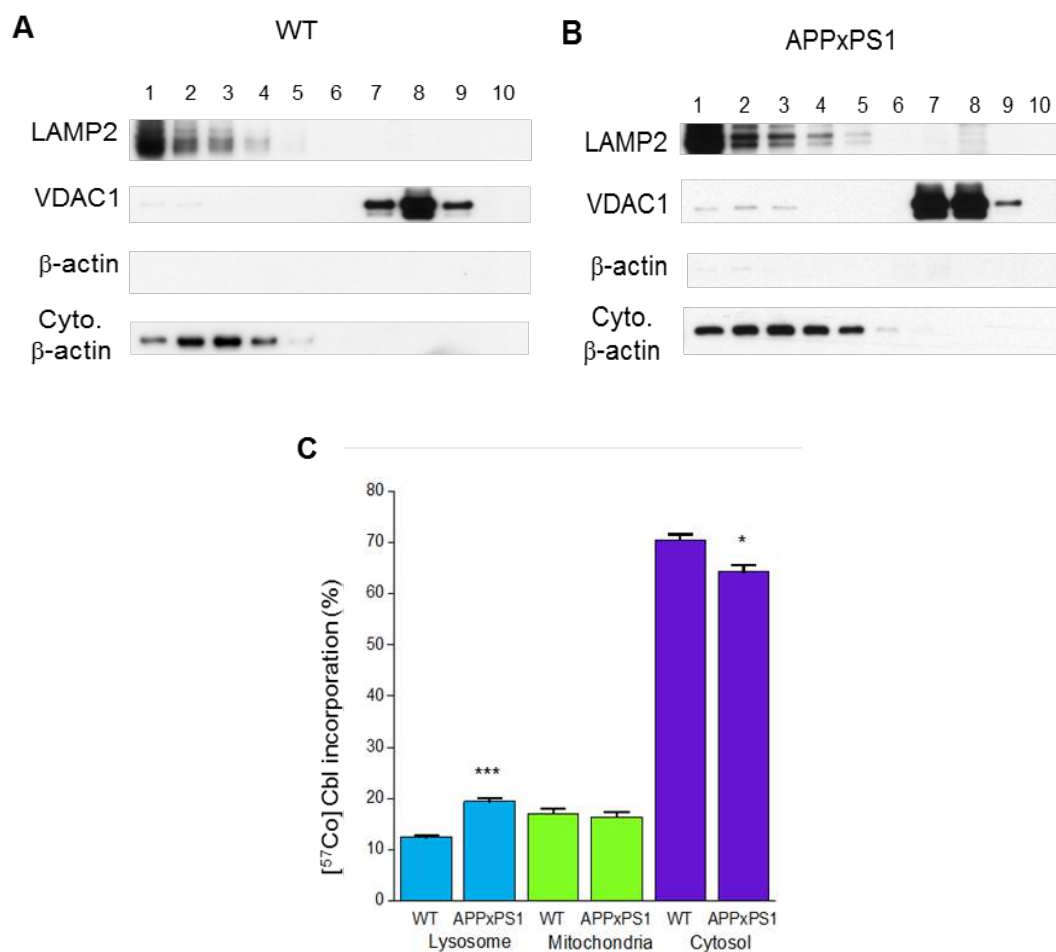 A
WT
1 2 3 4 5 6 7 8 9 10
LAMP2
VDAC1
β-actin
Cyto.
β-actin
B
APPxPS1
1 2 3 4 5 6 7 8 9 10
LAMP2
VDAC1
β-actin
Cyto.
β-actin
C
[⁵⁷Co] Cbl incorporation (%)
80
70
60
50
40
30
20
10
0
***
*
WT APPxPS1 WT APPxPS1 WT APPxPS1
Lysosome Mitochondria Cytosol